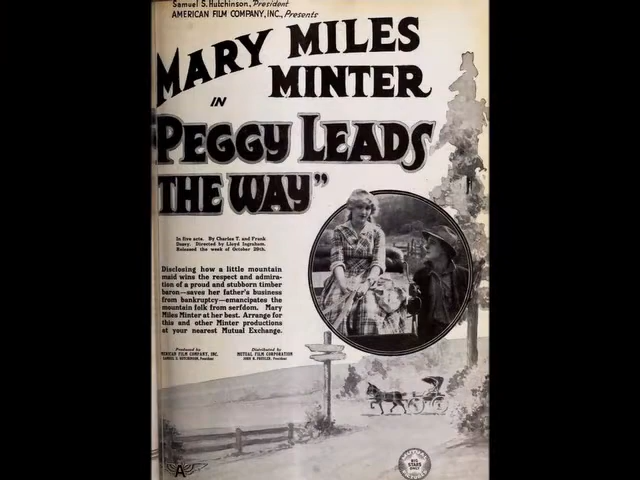 Samuel S. Hutchinson, President
AMERICAN FILM COMPANY, INC., Presents
MARY MILES
MINTER
IN
"PEGGY LEADS
THE WAY"
In five acts. By Charles T. and Frank
Dazey. Directed by Lloyd Ingraham.
Released the week of October 29th.
Disclosing how a little mountain
maid wins the respect and admira-
tion of a proud and stubborn timber
baron—saves her father's business
from bankruptcy—emancipates the
mountain folk from serfdom. Mary
Miles Minter at her best. Arrange for
this and other Minter productions
at your nearest Mutual Exchange.
Produced by
AMERICAN FILM COMPANY, INC.
SAMUEL S. HUTCHINSON, President
Distributed by
MUTUAL FILM CORPORATION
JOHN R. FREULER, President
A
BIG
STARS
ONLY